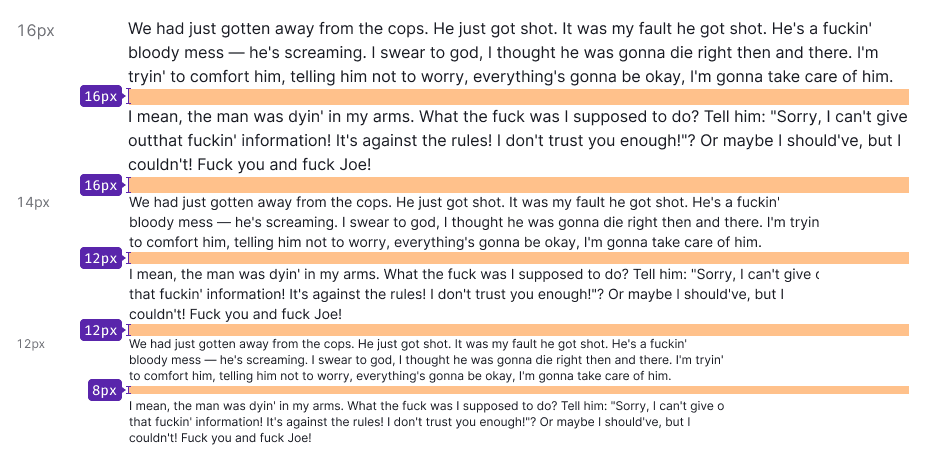 16px
We had just gotten away from the cops. He just got shot. It was my fault he got shot. He's a fuckin'
bloody mess — he's screaming. I swear to god, I thought he was gonna die right then and there. I'm
tryin' to comfort him, telling him not to worry, everything's gonna be okay, I'm gonna take care of him.
16px
I mean, the man was dyin' in my arms. What the fuck was I supposed to do? Tell him: "Sorry, I can't give
outthat fuckin' information! It's against the rules! I don't trust you enough!"? Or maybe I should've, but I
couldn't! Fuck you and fuck Joe!
16px
14px
We had just gotten away from the cops. He just got shot. It was my fault he got shot. He's a fuckin'
bloody mess — he's screaming. I swear to god, I thought he was gonna die right then and there. I'm tryin
to comfort him, telling him not to worry, everything's gonna be okay, I'm gonna take care of him.
12px
I mean, the man was dyin' in my arms. What the fuck was I supposed to do? Tell him: "Sorry, I can't give
that fuckin' information! It's against the rules! I don't trust you enough!"? Or maybe I should've, but I
couldn't! Fuck you and fuck Joe!
12px
12px
We had just gotten away from the cops. He just got shot. It was my fault he got shot. He's a fuckin'
bloody mess — he's screaming. I swear to god, I thought he was gonna die right then and there. I'm tryin'
to comfort him, telling him not to worry, everything's gonna be okay, I'm gonna take care of him.
8px
I mean, the man was dyin' in my arms. What the fuck was I supposed to do? Tell him: "Sorry, I can't give o
that fuckin' information! It's against the rules! I don't trust you enough!"? Or maybe I should've, but I
couldn't! Fuck you and fuck Joe!